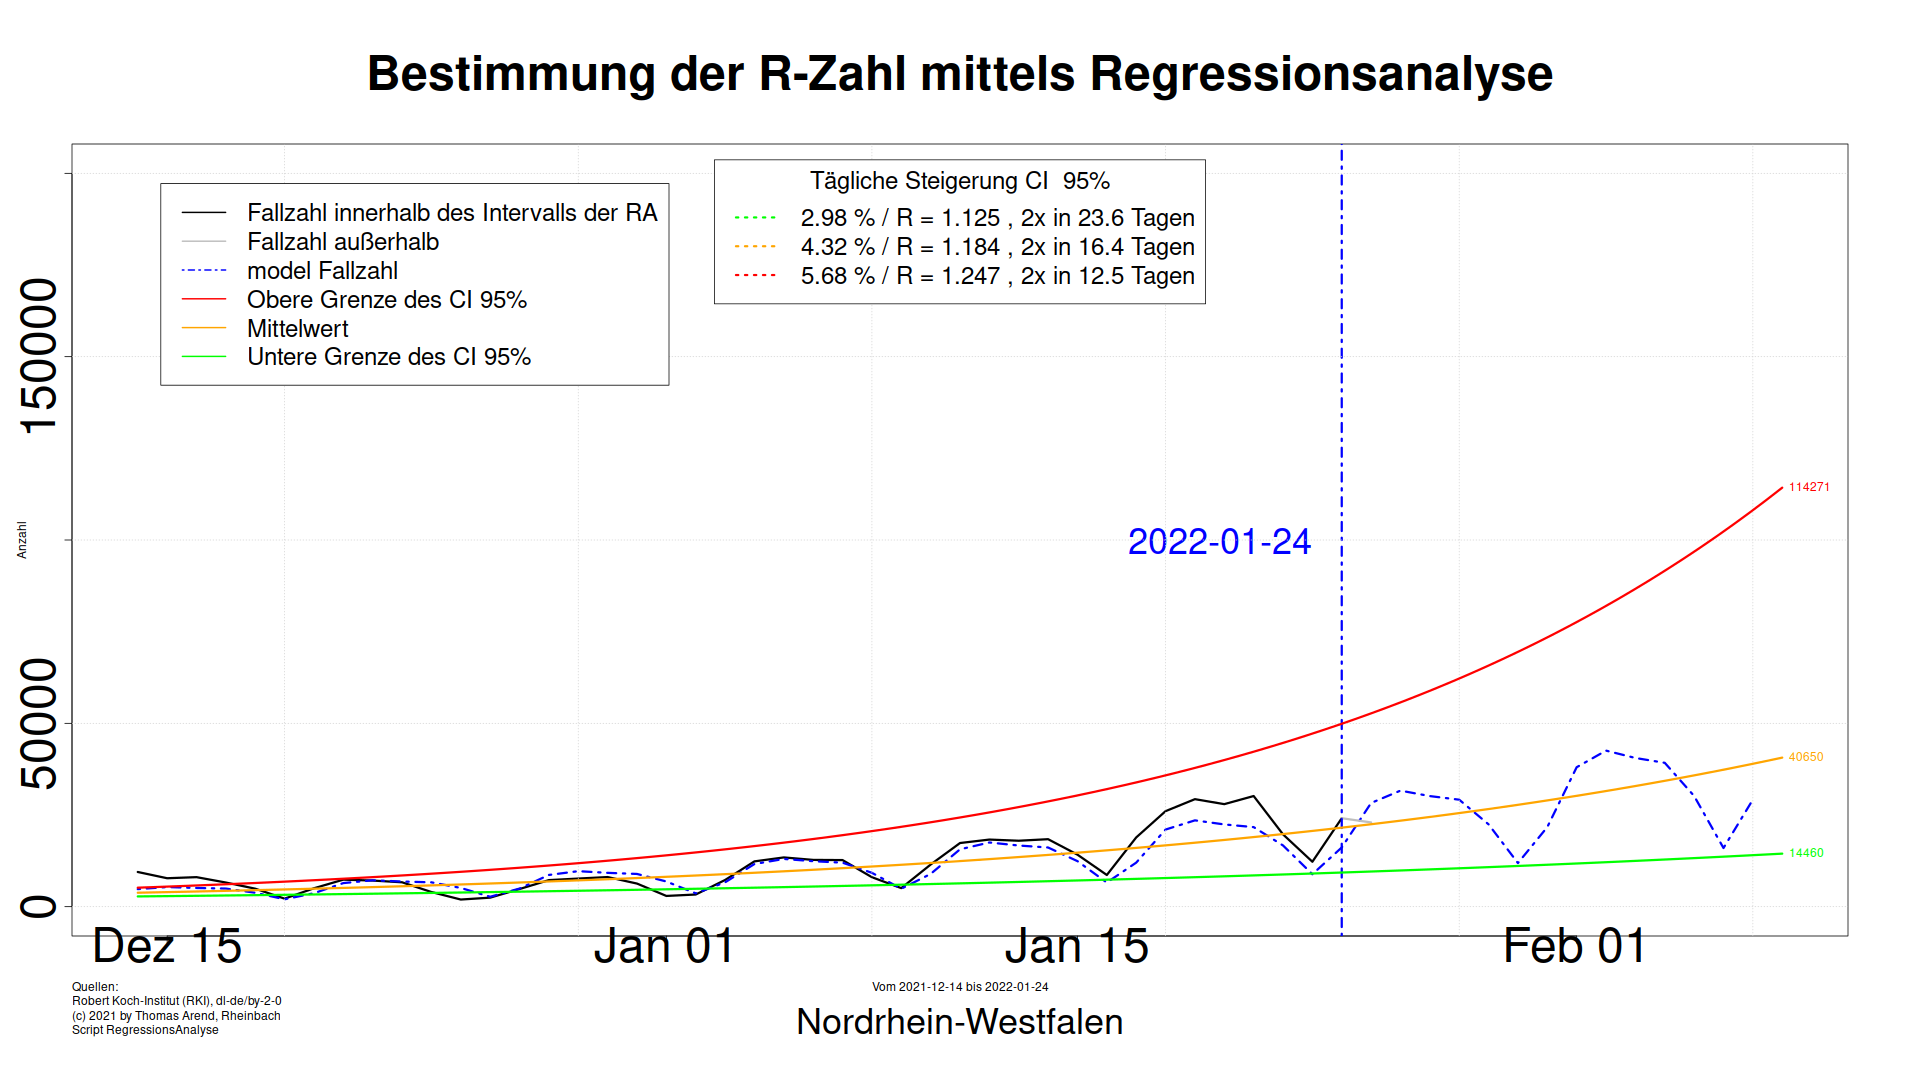 Bestimmung der R-Zahl mittels Regressionsanalyse
Fallzahl innerhalb des Intervalls der RA
Fallzahl außerhalb
model Fallzahl
Obere Grenze des CI 95%
Mittelwert
Untere Grenze des CI 95%
Tägliche Steigerung CI  95%
2.98 % / R = 1.125 , 2x in 23.6 Tagen
4.32 % / R = 1.184 , 2x in 16.4 Tagen
5.68 % / R = 1.247 , 2x in 12.5 Tagen
150000
50000
0
Anzahl
2022-01-24
114271
40650
14460
Dez 15
Jan 01
Jan 15
Feb 01
Quellen:
Robert Koch-Institut (RKI), dl-de/by-2-0
(c) 2021 by Thomas Arend, Rheinbach
Script RegressionsAnalyse
Vom 2021-12-14 bis 2022-01-24
Nordrhein-Westfalen